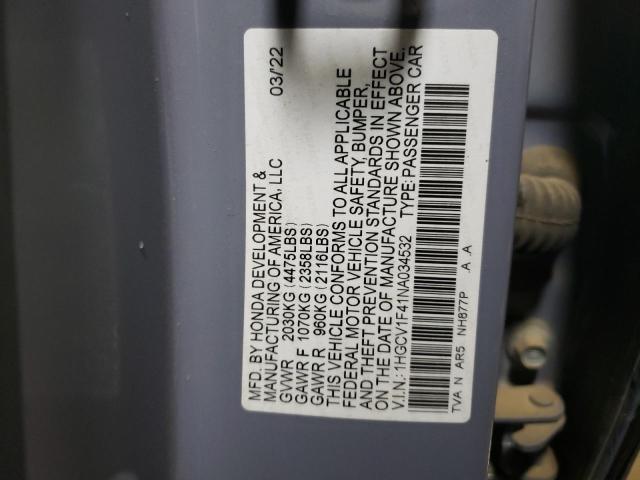 MFD. BY HONDA DEVELOPMENT & 03/22
MANUFACTURING OF AMERICA, LLC
GVWR 2030KG (4475LBS)
GAWR F 1070KG (2358LBS)
GAWR R 960KG (2116LBS)
THIS VEHICLE CONFORMS TO ALL APPLICABLE
FEDERAL MOTOR VEHICLE SAFETY, BUMPER,
AND THEFT PREVENTION STANDARDS IN EFFECT
ON THE DATE OF MANUFACTURE SHOWN ABOVE.
V.I.N.: 1HGCV1F41NA034532 TYPE: PASSENGER CAR
TVA N AR5 NH877P .A .A